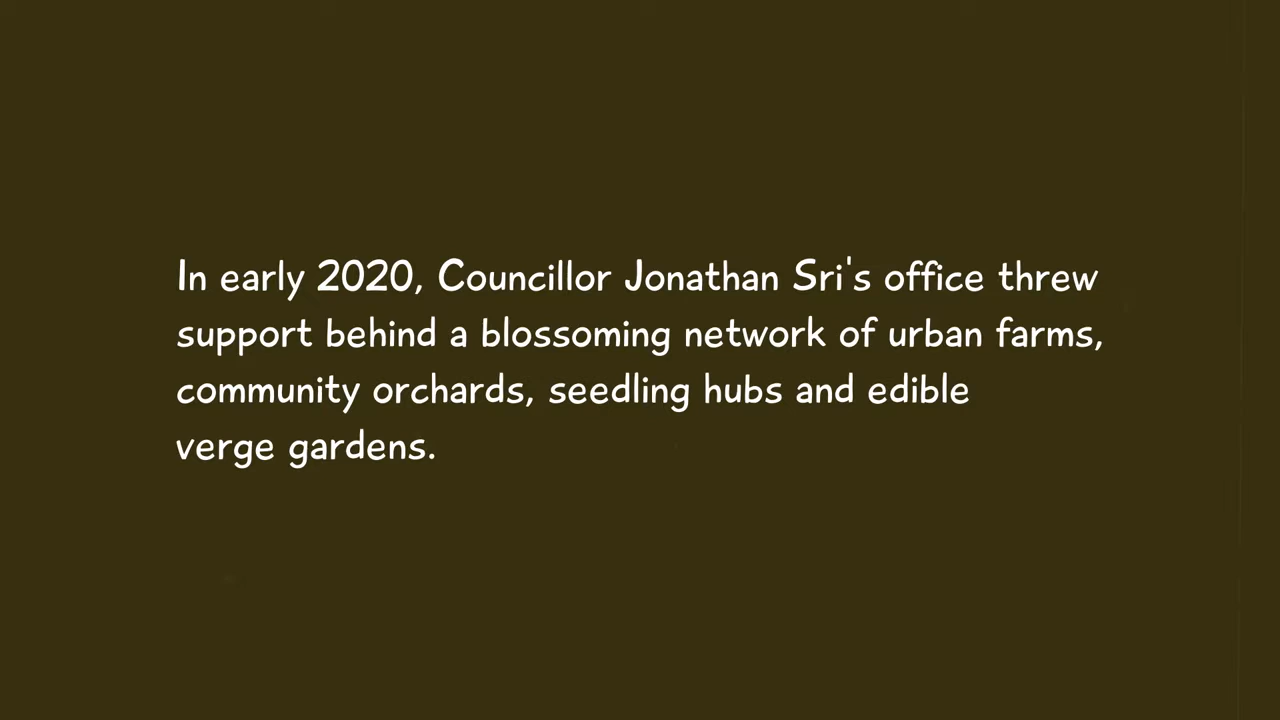 In early 2020, Councillor Jonathan Sri's office threw
support behind a blossoming network of urban farms,
community orchards, seedling hubs and edible
verge gardens.